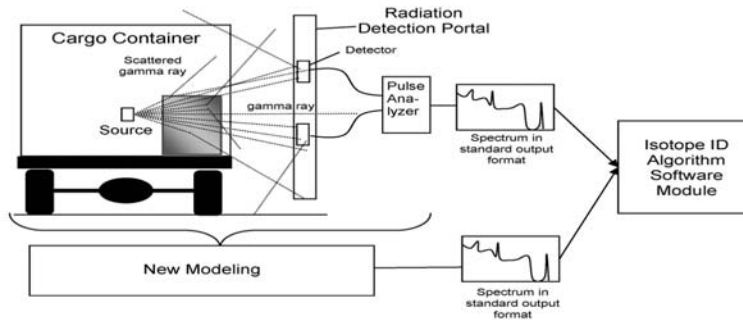 Radiation
Detection Portal
Cargo Container
Detector
Scattered
gamma ray
Pulse
Ana-
lyzer
gamma ray
Source
Spectrum in
standard output
format
Isotope ID
Algorithm
Software
Module
New Modeling
Spectrum in
standard output
format